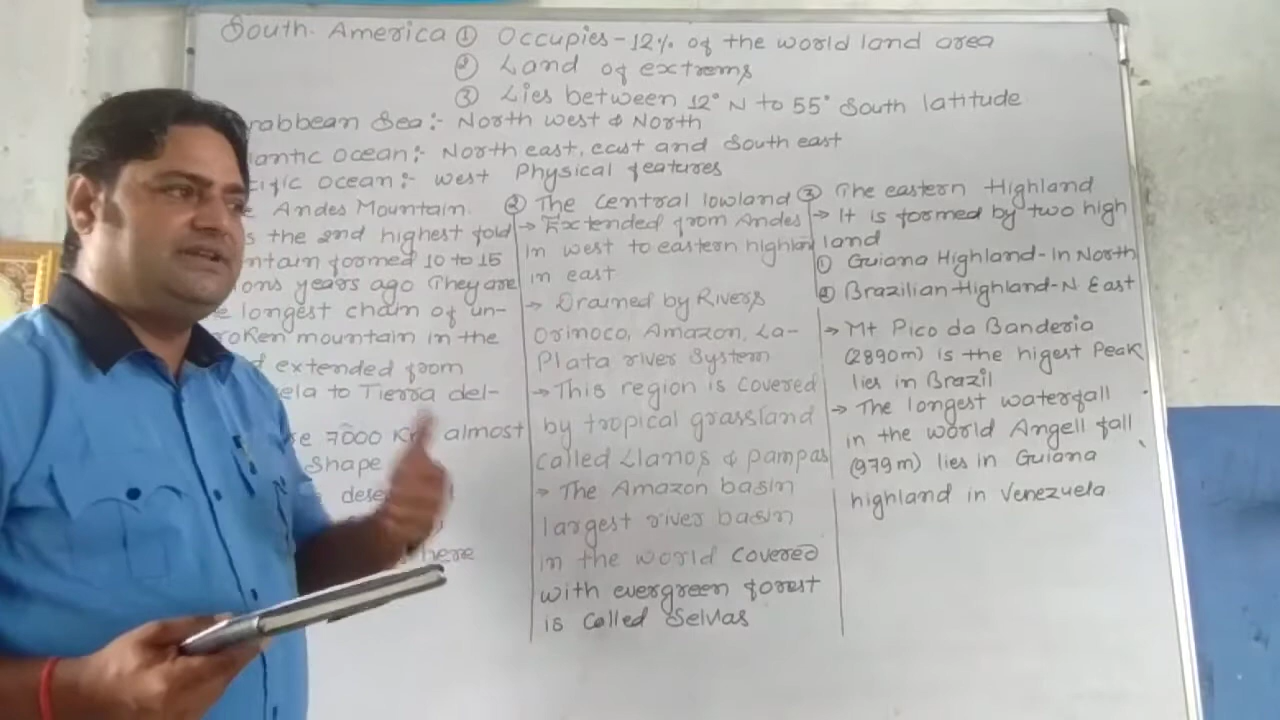 South. America ① Occupies - 12% of the world land area
② Land of extrems
③ Lies between 12° N to 55° South latitude
rabbean Sea:- North west & North
lantic ocean:- North east, east and South east
cific ocean:- west Physical features
Andes Mountain.
s the 2nd highest fold
ntain formed 10 to 15
ons years ago They are
longest chain of un-
roken mountain in the
extended from
ela to Tierra del-
7000 Km almost
Shape
dese
here
② The Central lowland
→ Extended from Andes
in west to eastern highlan
in east
→ Drained by Rivers
Orinoco, Amazon, La-
Plata river System
→ This region is covered
by tropical grassland
called Llanos & Pampas
→ The Amazon basin
largest river basin
in the world covered
with evergreen forest
is called Selvas
③ The eastern Highland
→ It is formed by two high
land
① Guiana Highland - In North
② Brazilian Highland - N East
→ Mt Pico da Banderia
(2890m) is the higest Peak
lies in Brazil
→ The longest waterfall
in the world Angell fall
(979m) lies in Guiana
highland in Venezuela